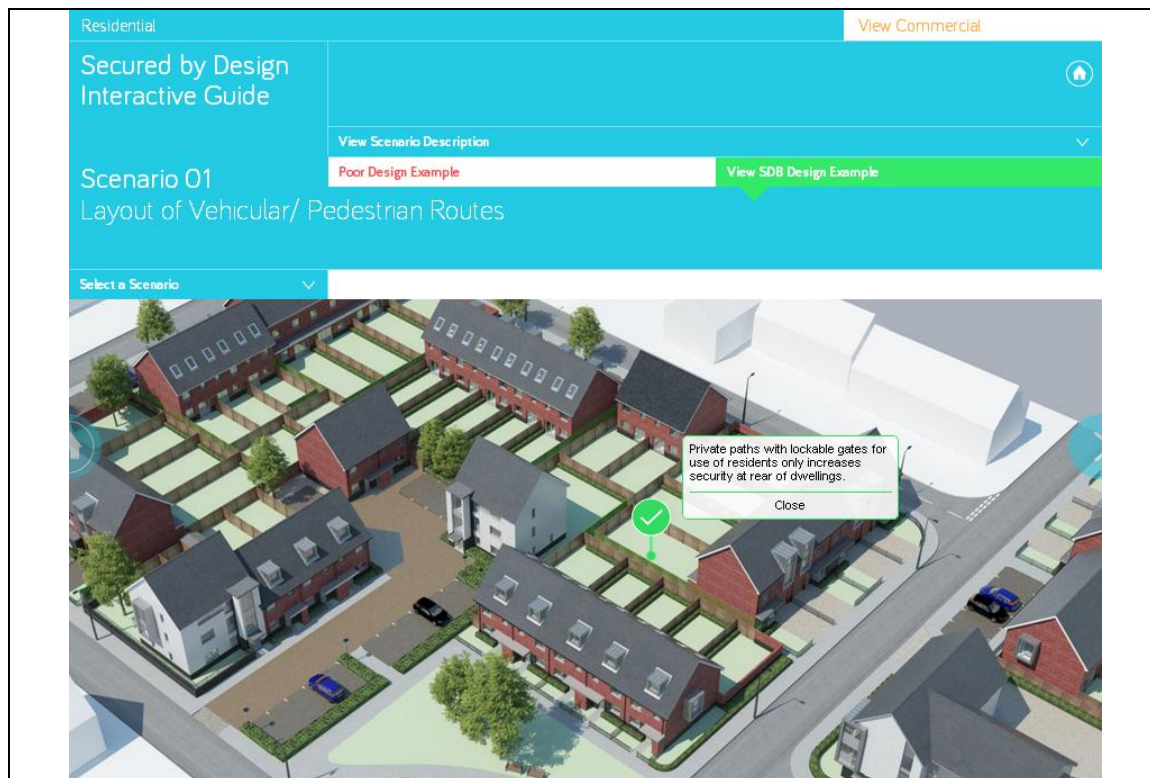 Residential
View Commercial
Secured by Design
Interactive Guide
View Scenario Description
Poor Design Example
View SDB Design Example
Scenario 01
Layout of Vehicular/ Pedestrian Routes
Select a Scenario
Private paths with lockable gates for
use of residents only increases
security at rear of dwellings.
Close